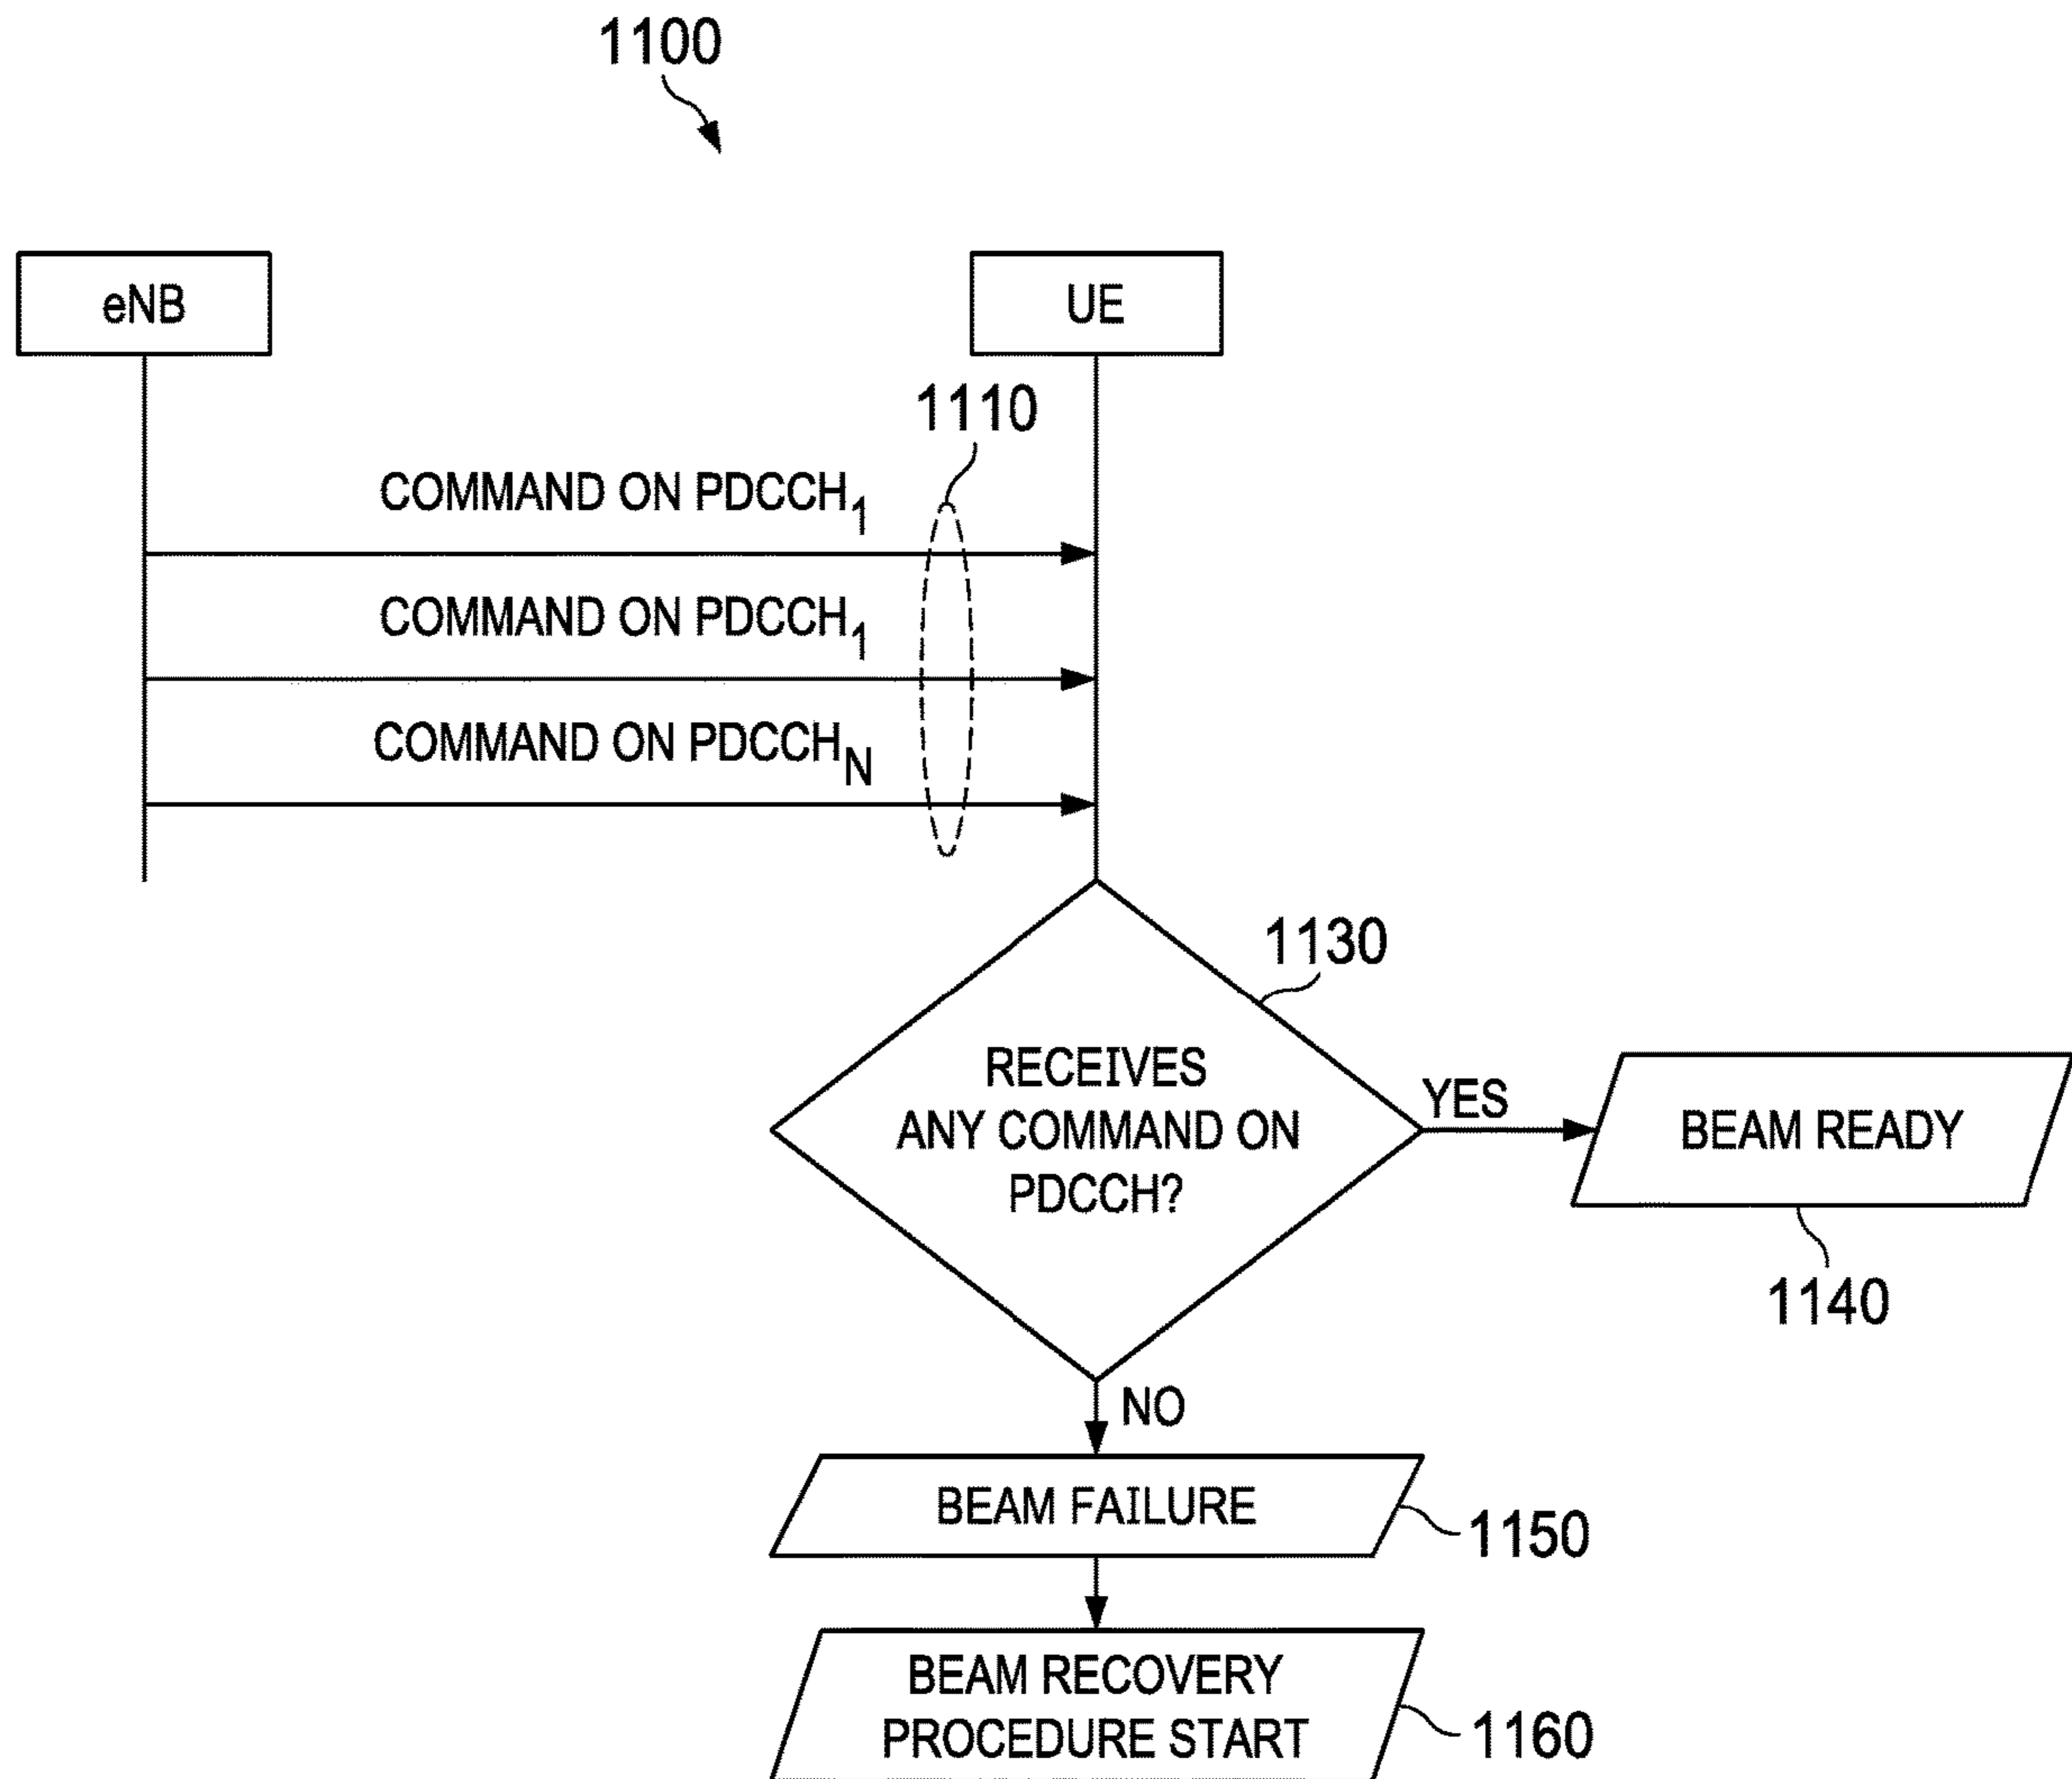 1100
eNB
UE
1110
COMMAND ON PDCCH1
COMMAND ON PDCCH1
COMMAND ON PDCCHN
1130
RECEIVES
ANY COMMAND ON
PDCCH?
YES
BEAM READY
1140
NO
BEAM FAILURE
1150
BEAM RECOVERY
PROCEDURE START
1160